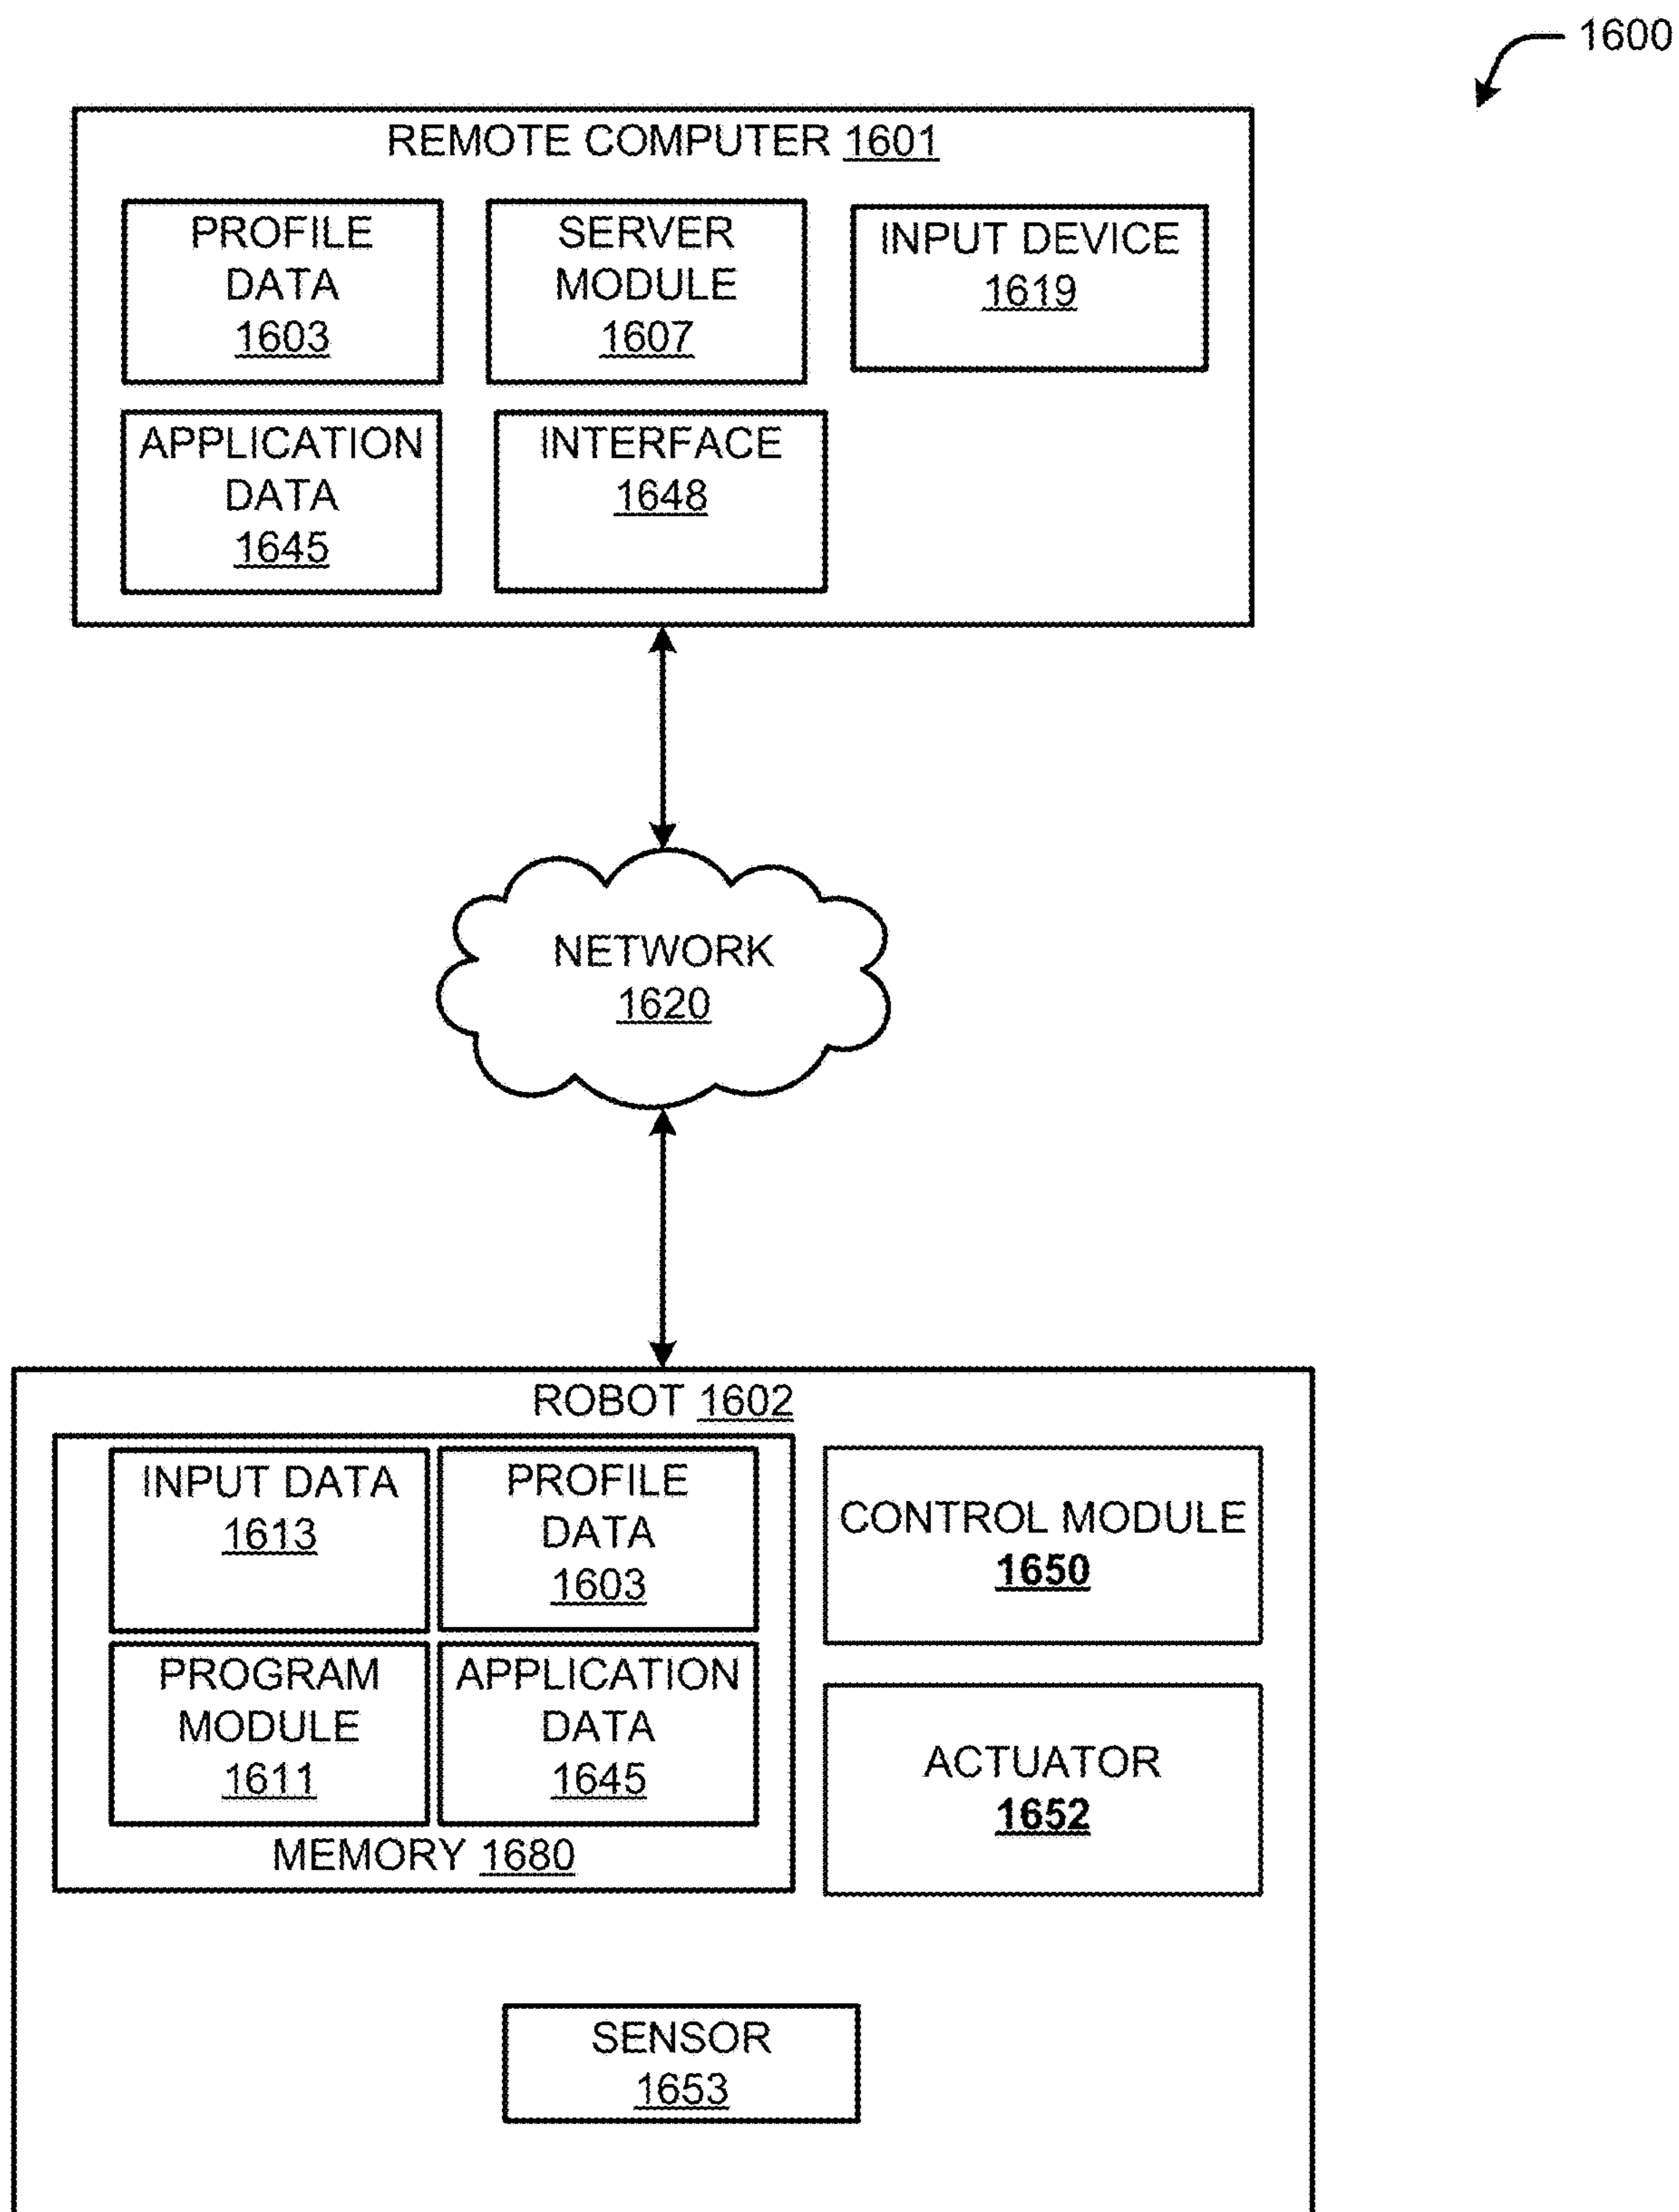 1600
REMOTE COMPUTER 1601
PROFILE
DATA
1603
SERVER
MODULE
1607
INPUT DEVICE
1619
APPLICATION
DATA
1645
INTERFACE
1648
NETWORK
1620
ROBOT 1602
INPUT DATA
1613
PROFILE
DATA
1603
CONTROL MODULE
1650
PROGRAM
MODULE
1611
APPLICATION
DATA
1645
ACTUATOR
1652
MEMORY 1680
SENSOR
1653